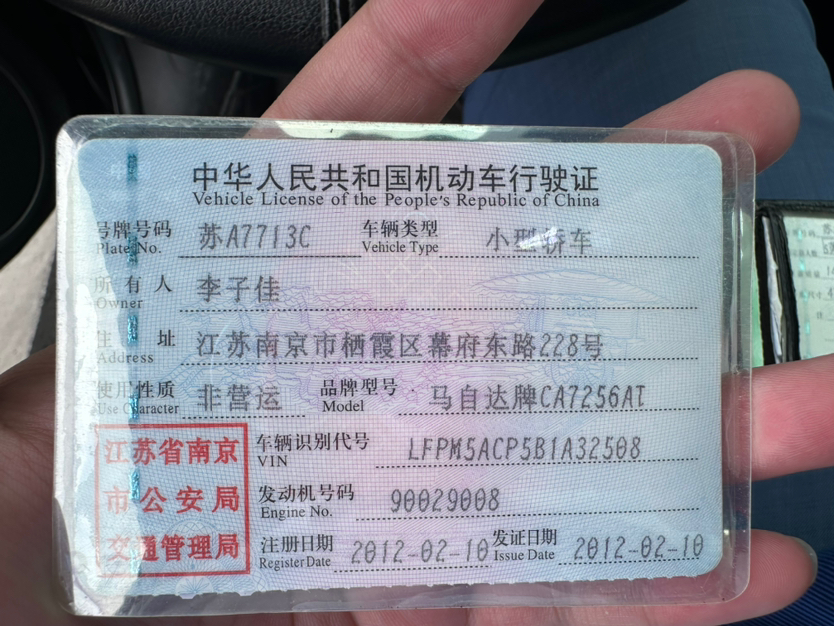 中华人民共和国机动车行驶证
Vehicle License of the People's Republic of China
号牌号码 苏A7713C 车辆类型 小型轿车
Plate No. Vehicle Type
所有人 李子佳
Owner
主址 江苏南京市栖霞区幕府东路228号
Address
使用性质 非营运 品牌型号 马自达牌CA7256AT
Use Character Model
江苏省南京
市公安局
交通管理局
车辆识别代号 LFPM5ACP5B1A32508
VIN
发动机号码 90029008
Engine No.
注册日期 2012-02-10 发证日期 2012-02-10
Register Date Issue Date